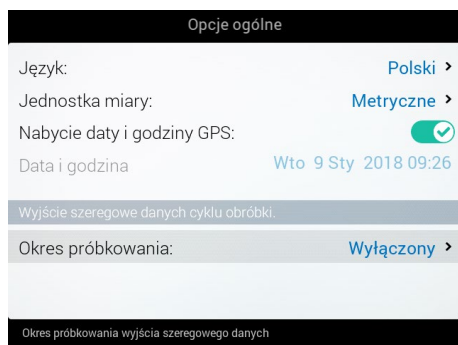 Opcje ogólne
Język: Polski >
Jednostka miary: Metryczne >
Nabycie daty i godziny GPS:
Data i godzina Wto 9 Sty 2018 09:26
Wyjście szeregowe danych cyklu obróbki.
Okres próbkowania: Wyłączony >
Okres próbkowania wyjścia szeregowego danych